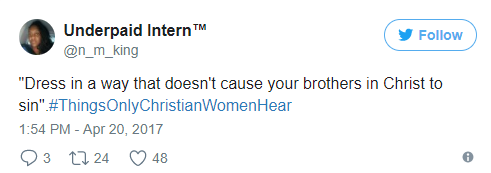 Underpaid Intern™
@n_m_king
Follow
"Dress in a way that doesn't cause your brothers in Christ to
sin".#ThingsOnlyChristianWomenHear
1:54 PM - Apr 20, 2017
3 24 48